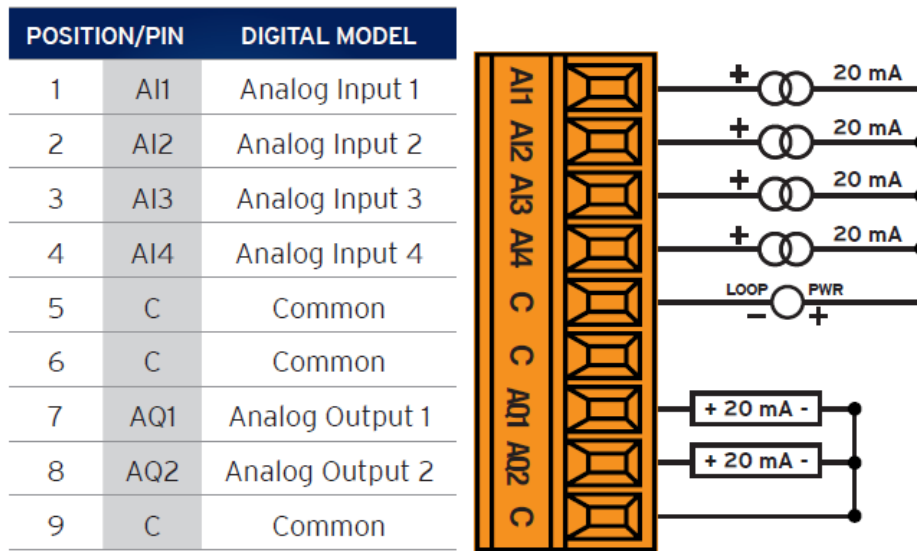 POSITION/PIN DIGITAL MODEL
1 AI1 Analog Input 1
2 AI2 Analog Input 2
3 AI3 Analog Input 3
4 AI4 Analog Input 4
5 C Common
6 C Common
7 AQ1 Analog Output 1
8 AQ2 Analog Output 2
9 C Common
AI1 + 20 mA
AI2 + 20 mA
AI3 + 20 mA
AI4 + 20 mA
C LOOP PWR
− +
C
AQ1 + 20 mA -
AQ2 + 20 mA -
C